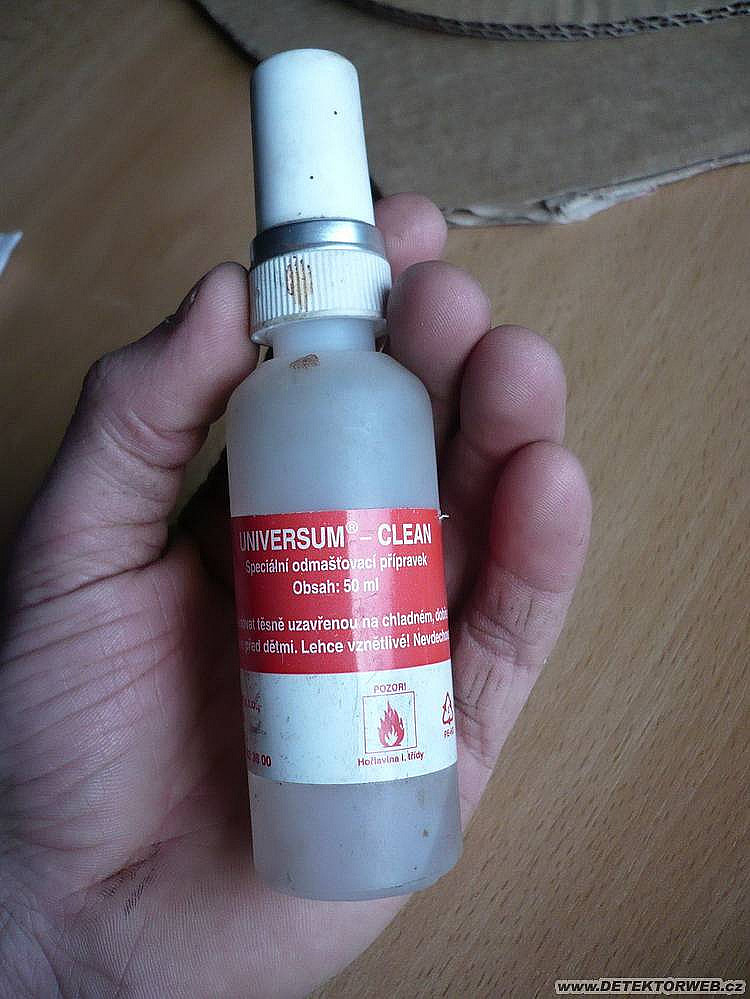 UNIVERSUM® – CLEAN
Speciální odmašťovací přípravek
Obsah: 50 ml
těsně uzavřenou na chladném,
před dětmi. Lehce vznětlivé!
POZOR!
Hořlavina I. třídy
00
www.DETEKTORWEB.cz